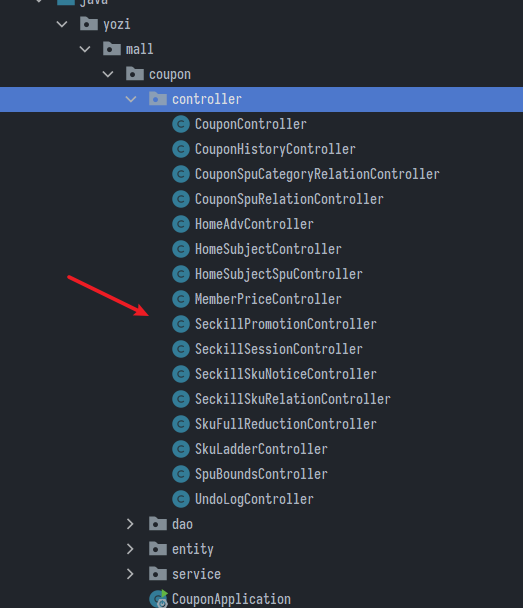 java
yozi
mall
coupon
controller
CouponController
CouponHistoryController
CouponSpuCategoryRelationController
CouponSpuRelationController
HomeAdvController
HomeSubjectController
HomeSubjectSpuController
MemberPriceController
SeckillPromotionController
SeckillSessionController
SeckillSkuNoticeController
SeckillSkuRelationController
SkuFullReductionController
SkuLadderController
SpuBoundsController
UndoLogController
dao
entity
service
CouponApplication